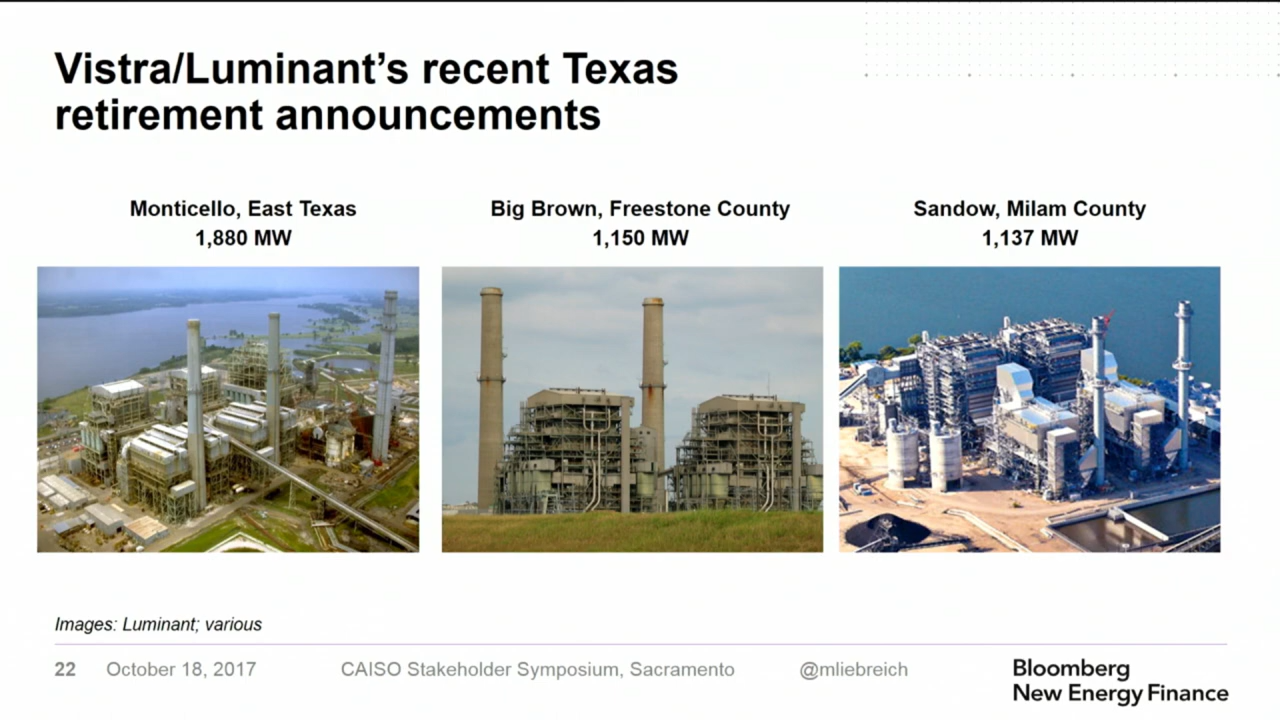 Vistra/Luminant’s recent Texas
retirement announcements
Monticello, East Texas
1,880 MW
Big Brown, Freestone County
1,150 MW
Sandow, Milam County
1,137 MW
Images: Luminant; various
22 October 18, 2017 CAISO Stakeholder Symposium, Sacramento @mliebreich
Bloomberg
New Energy Finance